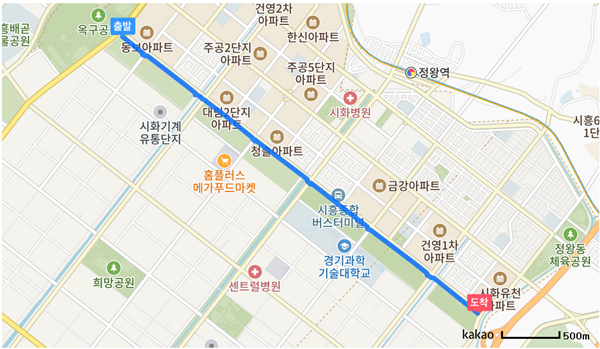 건영2차
아파트
한신아파트
옥구공
출발
흥배곧
울공원
동보아파트
주공2단지
아파트
주공5단지
아파트
정왕역
시흥6
1단
시화병원
대림2단지
아파트
시화기계
유통단지
청솔아파트
홈플러스
메가푸드마켓
금강아파트
시흥종합
버스터미널
건영1차
아파트
정왕동
체육공원
경기과학
기술대학교
희망공원
센트럴병원
시화유천
아파트
도착
kakao
500m